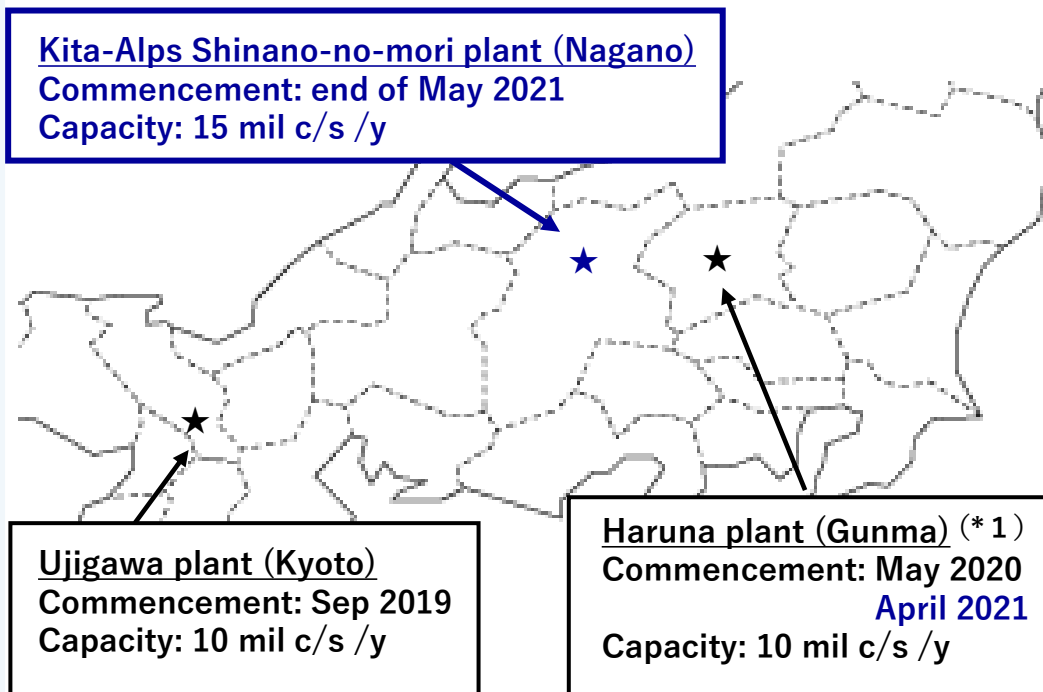 Kita-Alps Shinano-no-mori plant (Nagano)
Commencement: end of May 2021
Capacity: 15 mil c/s /y
Ujigawa plant (Kyoto)
Commencement: Sep 2019
Capacity: 10 mil c/s /y
Haruna plant (Gunma) (*1)
Commencement: May 2020
April 2021
Capacity: 10 mil c/s /y